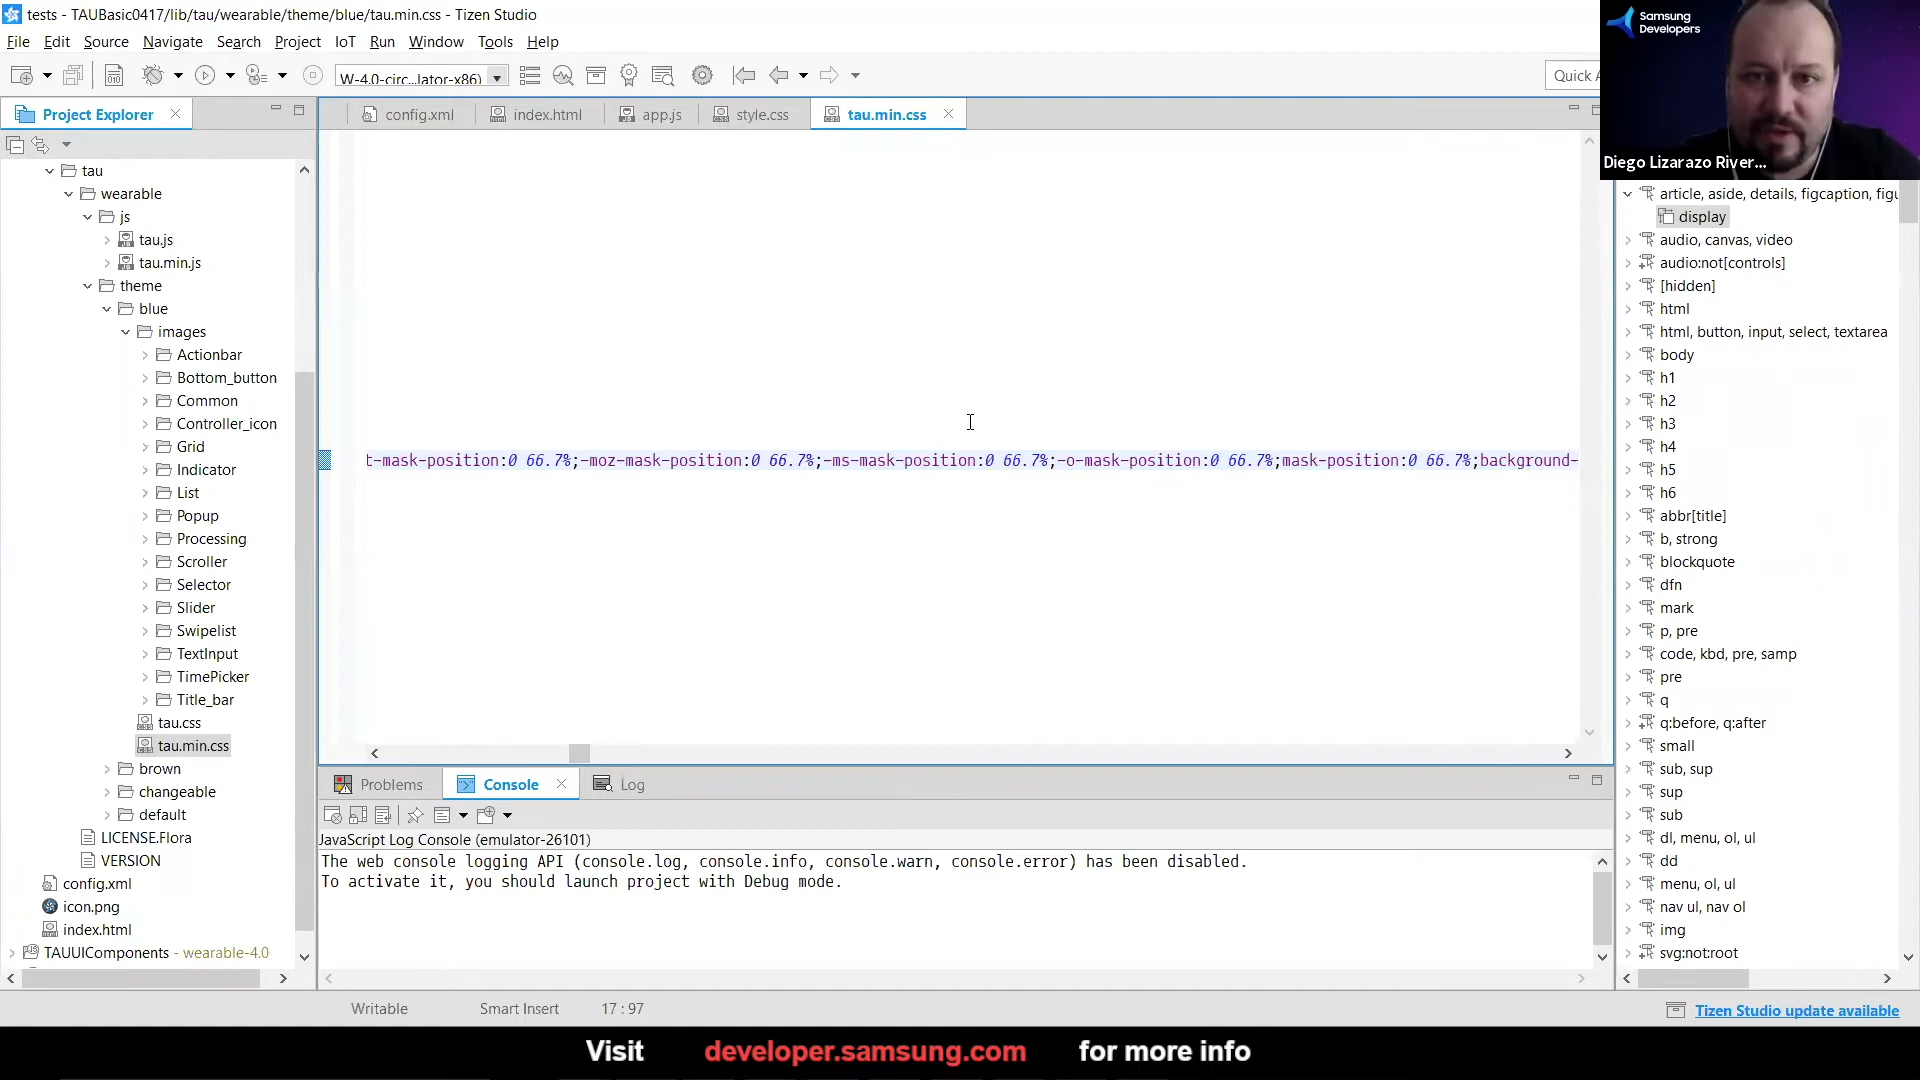 tests - TAUBasic0417/lib/tau/wearable/theme/blue/tau.min.css - Tizen Studio
File Edit Source Navigate Search Project IoT Run Window Tools Help
W-4.0-circ...lator-x86)
Quick A
Samsung
Developers
Diego Lizarazo River...
Project Explorer
config.xml
index.html
app.js
style.css
tau.min.css
tau
wearable
js
tau.js
tau.min.js
theme
blue
images
Actionbar
Bottom_button
Common
Controller_icon
Grid
Indicator
List
Popup
Processing
Scroller
Selector
Slider
Swipelist
TextInput
TimePicker
Title_bar
tau.css
tau.min.css
brown
changeable
default
LICENSE.Flora
VERSION
config.xml
icon.png
index.html
TAUUIComponents - wearable-4.0
t-mask-position:0 66.7%;-moz-mask-position:0 66.7%;-ms-mask-position:0 66.7%;-o-mask-position:0 66.7%;mask-position:0 66.7%;background-
Problems
Console
Log
JavaScript Log Console (emulator-26101)
The web console logging API (console.log, console.info, console.warn, console.error) has been disabled.
To activate it, you should launch project with Debug mode.
article, aside, details, figcaption, figu
display
audio, canvas, video
audio:not[controls]
[hidden]
html
html, button, input, select, textarea
body
h1
h2
h3
h4
h5
h6
abbr[title]
b, strong
blockquote
dfn
mark
p, pre
code, kbd, pre, samp
pre
q
q:before, q:after
small
sub, sup
sup
sub
dl, menu, ol, ul
dd
menu, ol, ul
nav ul, nav ol
img
svg:not:root
Writable
Smart Insert
17 : 97
Tizen Studio update available
Visit developer.samsung.com for more info